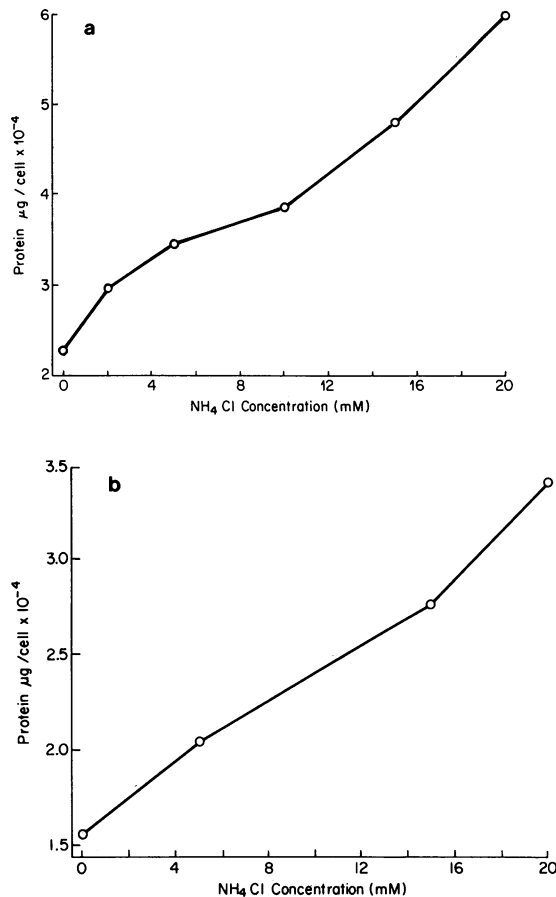 a
6
5
4
3
2
Protein µg / cell x 10⁻⁴
0 4 8 12 16 20
NH₄ Cl Concentration (mM)
b
3.5
3.0
2.5
2.0
1.5
Protein µg /cell x 10⁻⁴
0 4 8 12 16 20
NH₄ Cl Concentration (mM)